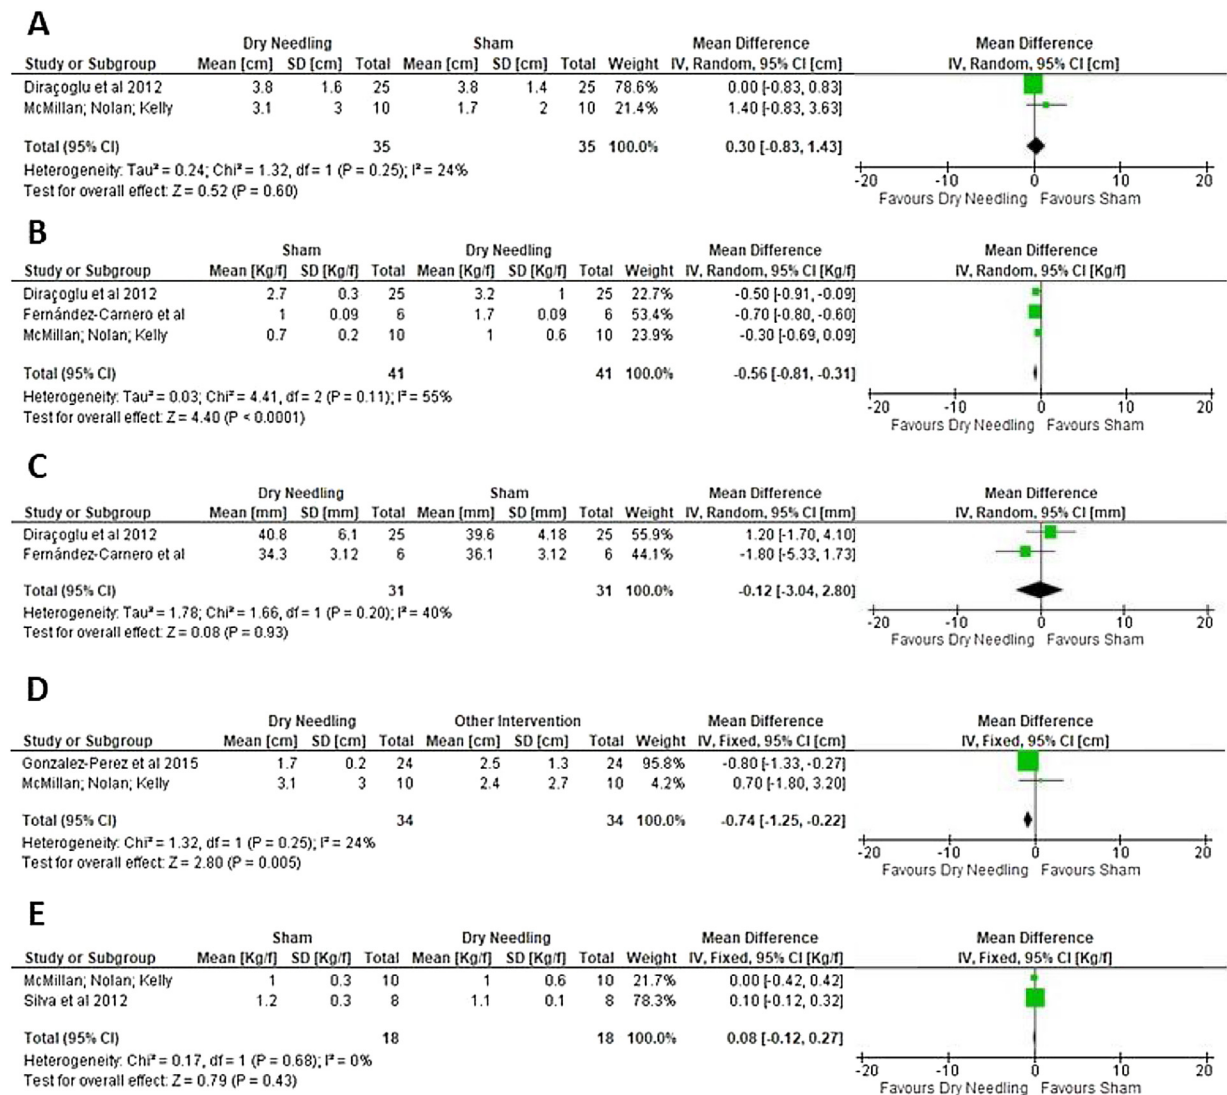 A
Dry Needling Sham Mean Difference Mean Difference
Study or Subgroup Mean [cm] SD [cm] Total Mean [cm] SD [cm] Total Weight IV, Random, 95% CI [cm] IV, Random, 95% CI [cm]
Diraçoglu et al 2012 3.8 1.6 25 3.8 1.4 25 78.6% 0.00 [-0.83, 0.83]
McMillan; Nolan; Kelly 3.1 3 10 1.7 2 10 21.4% 1.40 [-0.83, 3.63]
Total (95% CI) 35 35 100.0% 0.30 [-0.83, 1.43]
Heterogeneity: Tau² = 0.24; Chi² = 1.32, df = 1 (P = 0.25); I² = 24%
Test for overall effect: Z = 0.52 (P = 0.60)
-20 -10 0 10 20
Favours Dry Needling Favours Sham
B
Sham Dry Needling Mean Difference Mean Difference
Study or Subgroup Mean [Kg/f] SD [Kg/f] Total Mean [Kg/f] SD [Kg/f] Total Weight IV, Random, 95% CI [Kg/f] IV, Random, 95% CI [Kg/f]
Diraçoglu et al 2012 2.7 0.3 25 3.2 1 25 22.7% -0.50 [-0.91, -0.09]
Fernández-Carnero et al 1 0.09 6 1.7 0.09 6 53.4% -0.70 [-0.80, -0.60]
McMillan; Nolan; Kelly 0.7 0.2 10 1 0.6 10 23.9% -0.30 [-0.69, 0.09]
Total (95% CI) 41 41 100.0% -0.56 [-0.81, -0.31]
Heterogeneity: Tau² = 0.03; Chi² = 4.41, df = 2 (P = 0.11); I² = 55%
Test for overall effect: Z = 4.40 (P < 0.0001)
-20 -10 0 10 20
Favours Dry Needling Favours Sham
C
Dry Needling Sham Mean Difference Mean Difference
Study or Subgroup Mean [mm] SD [mm] Total Mean [mm] SD [mm] Total Weight IV, Random, 95% CI [mm] IV, Random, 95% CI [mm]
Diraçoglu et al 2012 40.8 6.1 25 39.6 4.18 25 55.9% 1.20 [-1.70, 4.10]
Fernández-Carnero et al 34.3 3.12 6 36.1 3.12 6 44.1% -1.80 [-5.33, 1.73]
Total (95% CI) 31 31 100.0% -0.12 [-3.04, 2.80]
Heterogeneity: Tau² = 1.78; Chi² = 1.66, df = 1 (P = 0.20); I² = 40%
Test for overall effect: Z = 0.08 (P = 0.93)
-20 -10 0 10 20
Favours Dry Needling Favours Sham
D
Dry Needling Other Intervention Mean Difference Mean Difference
Study or Subgroup Mean [cm] SD [cm] Total Mean [cm] SD [cm] Total Weight IV, Fixed, 95% CI [cm] IV, Fixed, 95% CI [cm]
Gonzalez-Perez et al 2015 1.7 0.2 24 2.5 1.3 24 95.8% -0.80 [-1.33, -0.27]
McMillan; Nolan; Kelly 3.1 3 10 2.4 2.7 10 4.2% 0.70 [-1.80, 3.20]
Total (95% CI) 34 34 100.0% -0.74 [-1.25, -0.22]
Heterogeneity: Chi² = 1.32, df = 1 (P = 0.25); I² = 24%
Test for overall effect: Z = 2.80 (P = 0.005)
-20 -10 0 10 20
Favours Dry Needling Favours Sham
E
Sham Dry Needling Mean Difference Mean Difference
Study or Subgroup Mean [Kg/f] SD [Kg/f] Total Mean [Kg/f] SD [Kg/f] Total Weight IV, Fixed, 95% CI [Kg/f] IV, Fixed, 95% CI [Kg/f]
McMillan; Nolan; Kelly 1 0.3 10 1 0.6 10 21.7% 0.00 [-0.42, 0.42]
Silva et al 2012 1.2 0.3 8 1.1 0.1 8 78.3% 0.10 [-0.12, 0.32]
Total (95% CI) 18 18 100.0% 0.08 [-0.12, 0.27]
Heterogeneity: Chi² = 0.17, df = 1 (P = 0.68); I² = 0%
Test for overall effect: Z = 0.79 (P = 0.43)
-20 -10 0 10 20
Favours Dry Needling Favours Sham